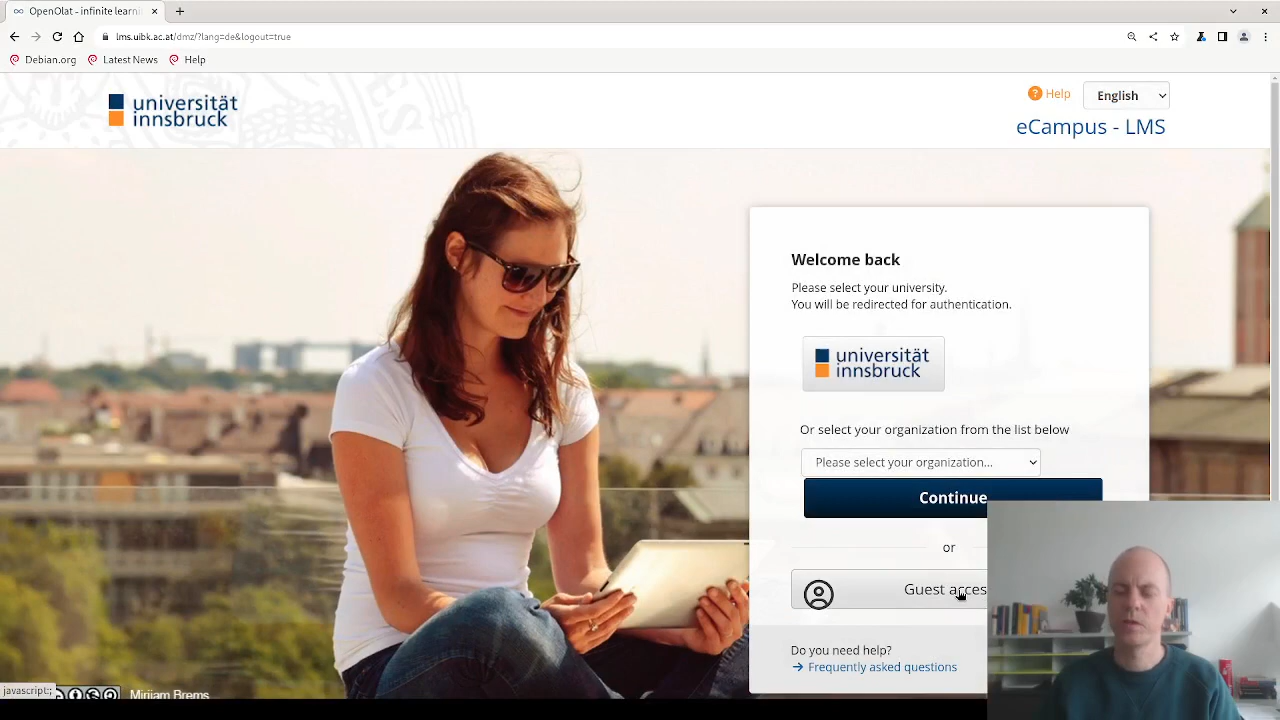 OpenOlat - infinite learni
lms.uibk.ac.at/dmz/?lang=de&logout=true
Debian.org
Latest News
Help
universität
innsbruck
Help
English
eCampus - LMS
Welcome back
Please select your university.
You will be redirected for authentication.
universität
innsbruck
Or select your organization from the list below
Please select your organization...
Continue
or
Guest acces
Do you need help?
→ Frequently asked questions
javascript:;
Mirijam Brems